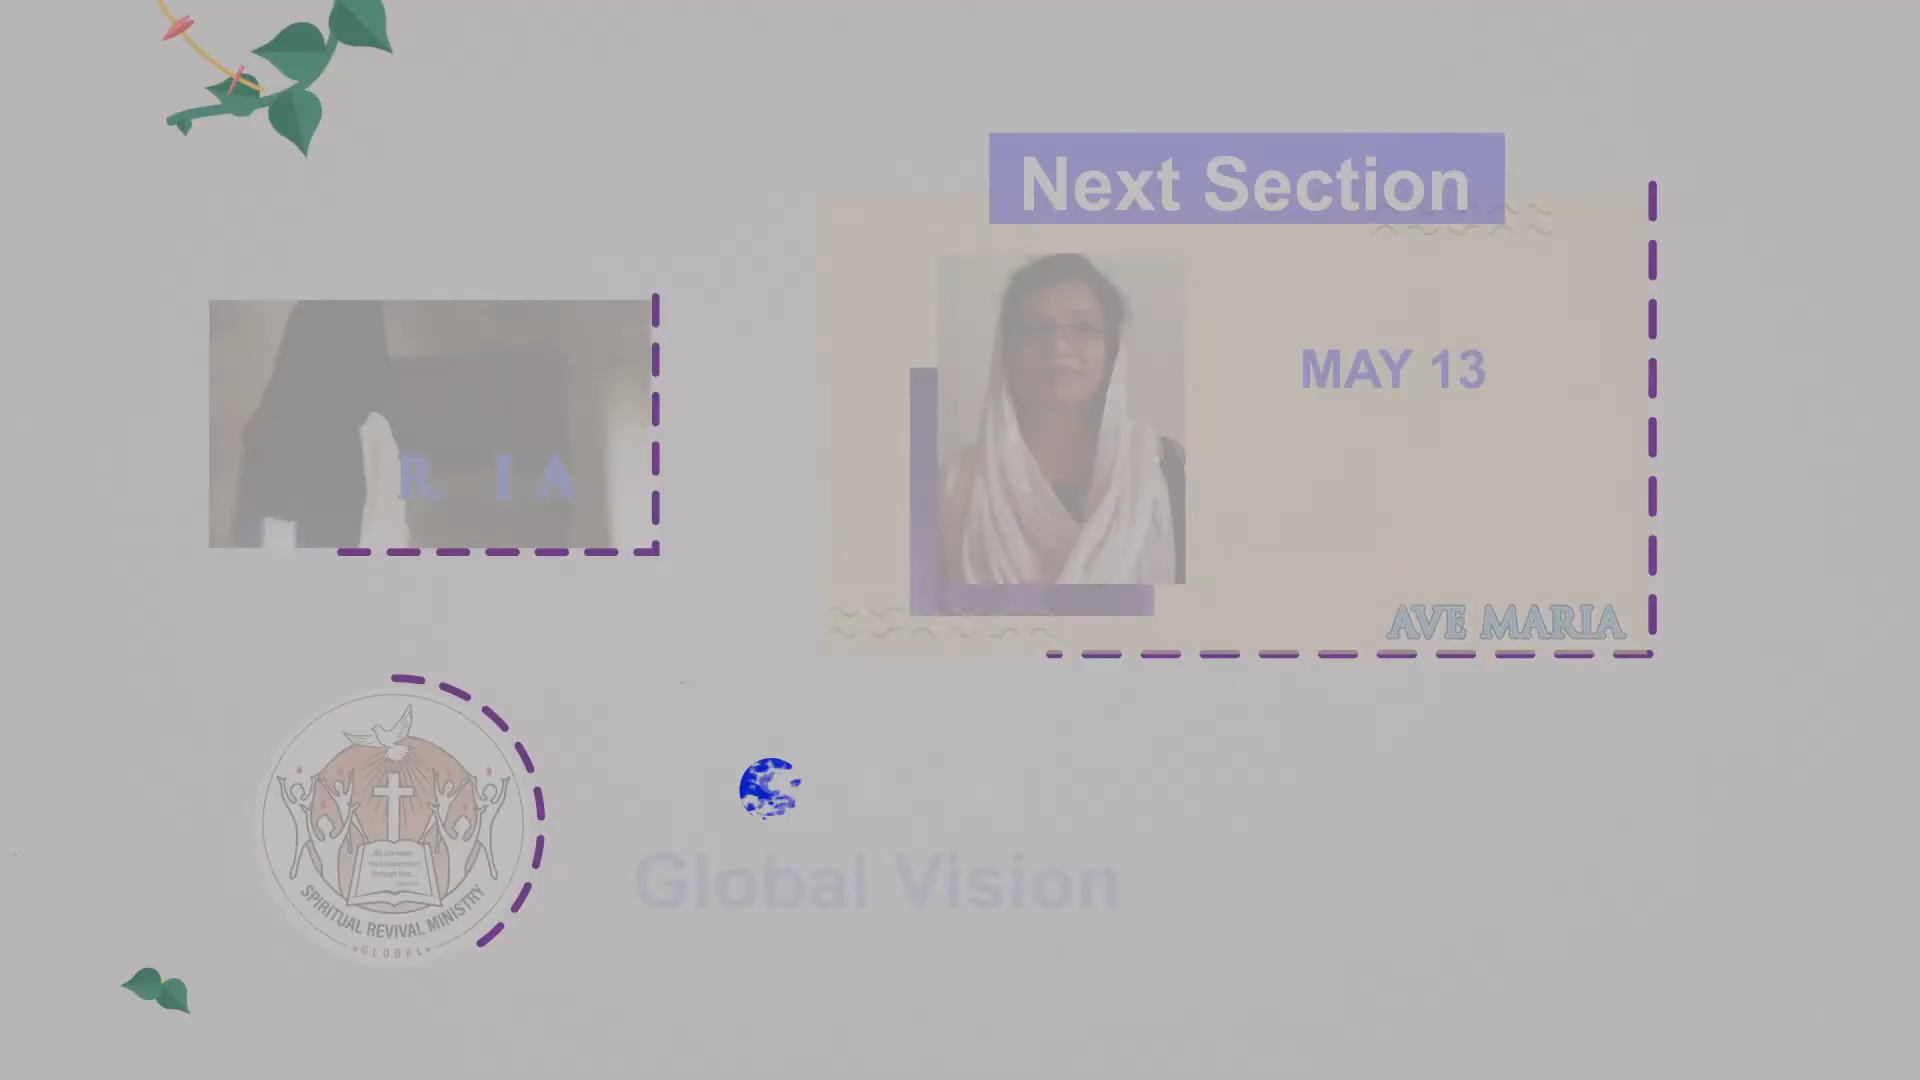 Next Section
MAY 13
R I A
AVE MARIA
SPIRITUAL REVIVAL MINISTRY
GLOBAL
Global Vision